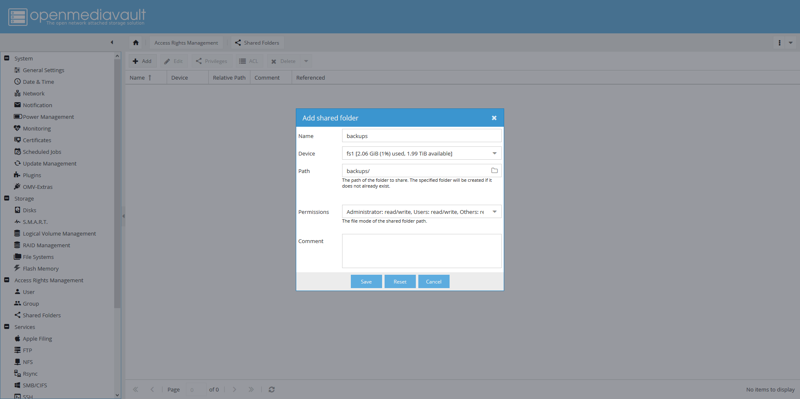 openmediavault
The open network attached storage solution
Access Rights Management
Shared Folders
System
General Settings
Date & Time
Network
Notification
Power Management
Monitoring
Certificates
Scheduled Jobs
Update Management
Plugins
OMV-Extras
Storage
Disks
S.M.A.R.T.
Logical Volume Management
RAID Management
File Systems
Flash Memory
Access Rights Management
User
Group
Shared Folders
Services
Apple Filing
FTP
NFS
Rsync
SMB/CIFS
SSH
Add
Edit
Privileges
ACL
Delete
Name
Device
Relative Path
Comment
Referenced
Add shared folder
Name
backups
Device
fs1 [2.06 GiB (1%) used, 1.99 TiB available]
Path
backups/
The path of the folder to share. The specified folder will be created if it
does not already exist.
Permissions
Administrator: read/write, Users: read/write, Others: re
The file mode of the shared folder path.
Comment
Save
Reset
Cancel
Page
of 0
No items to display